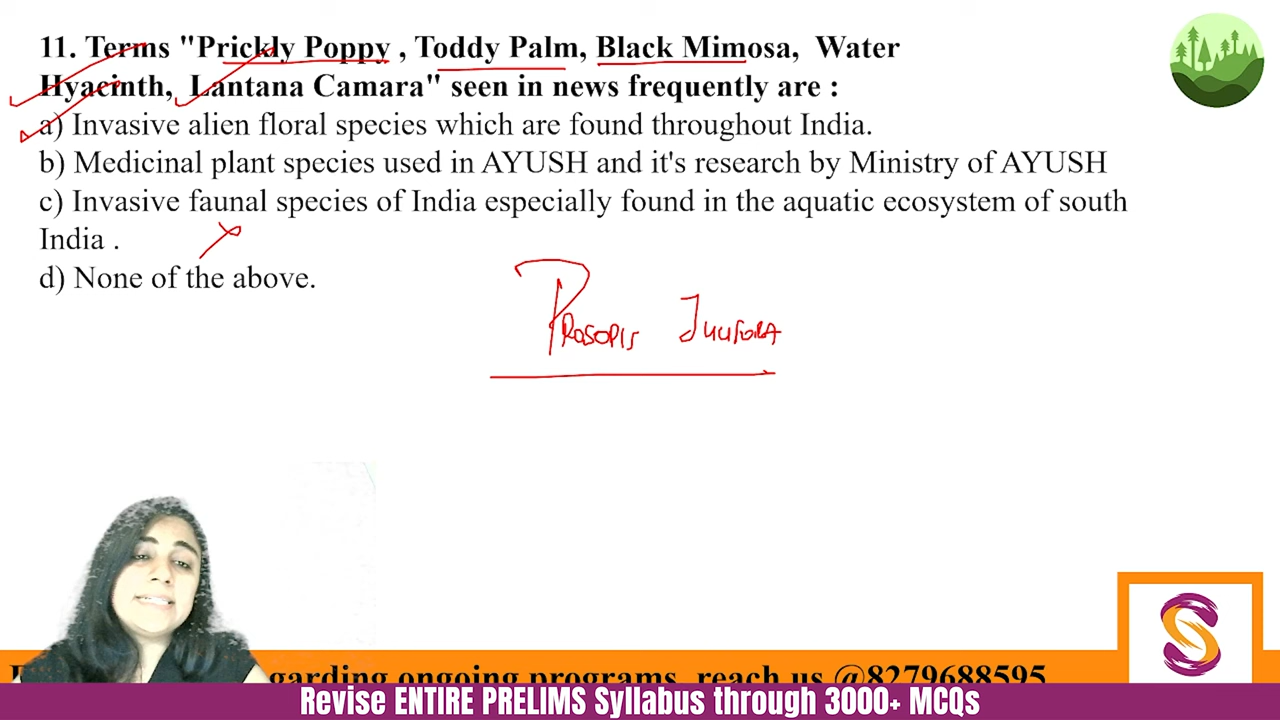 11. Terms "Prickly Poppy , Toddy Palm, Black Mimosa, Water
Hyacinth, Lantana Camara" seen in news frequently are :
a) Invasive alien floral species which are found throughout India.
b) Medicinal plant species used in AYUSH and it's research by Ministry of AYUSH
c) Invasive faunal species of India especially found in the aquatic ecosystem of south
India .
d) None of the above.
PROSOPIS JULIFORA
garding ongoing programs, reach us @8279688595
Revise ENTIRE PRELIMS Syllabus through 3000+ MCQs